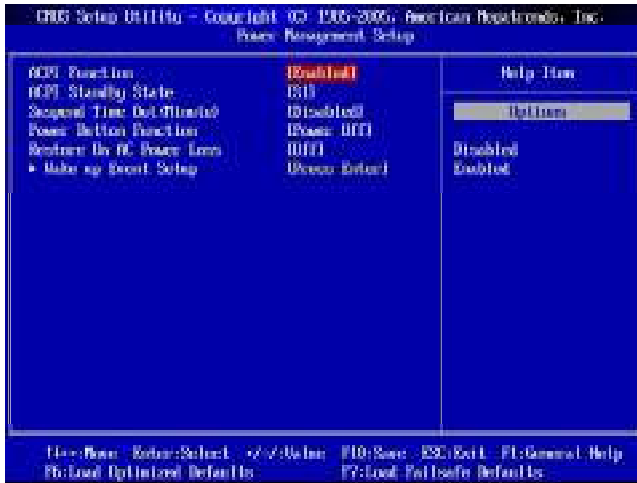 CMOS Setup Utility - Copyright (C) 1985-2005, American Megatrends, Inc.
Power Management Setup
ACPI Function [Enabled]
ACPI Standby State [S1]
Suspend Time Out(Minute) [Disabled]
Power Button Function [Power Off]
Restore On AC Power Loss [Off]
Wake up Event Setup [Press Enter]
Help Item
Options
Disabled
Enabled
↑↓←→:Move Enter:Select +/-/:Value F10:Save ESC:Exit F1:General Help
F6:Load Optimized Defaults F7:Load Failsafe Defaults